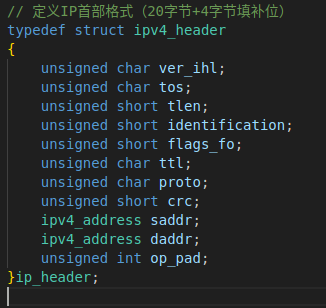 // 定义IP首部格式（20字节+4字节填补位）
typedef struct ipv4_header
{
    unsigned char ver_ihl;
    unsigned char tos;
    unsigned short tlen;
    unsigned short identification;
    unsigned short flags_fo;
    unsigned char ttl;
    unsigned char proto;
    unsigned short crc;
    ipv4_address saddr;
    ipv4_address daddr;
    unsigned int op_pad;
}ip_header;